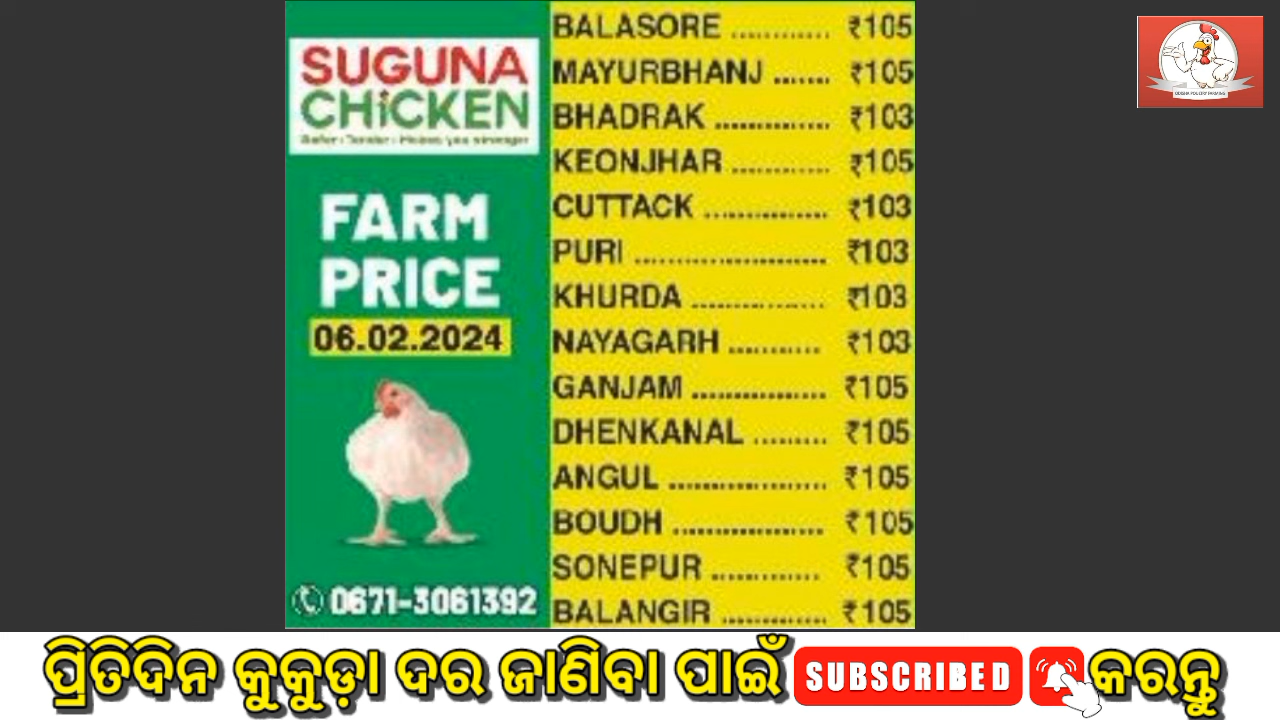 SUGUNA
CHiCKEN
FARM
PRICE
06.02.2024
0671-3061392
BALASORE ............ ₹105
MAYURBHANJ ....... ₹105
BHADRAK .............. ₹103
KEONJHAR ............ ₹105
CUTTACK ............... ₹103
PURI ....................... ₹103
KHURDA ................ ₹103
NAYAGARH ........... ₹103
GANJAM ................ ₹105
DHENKANAL ......... ₹105
ANGUL ................... ₹105
BOUDH .................. ₹105
SONEPUR ............. ₹105
BALANGIR ............. ₹105
ପ୍ରିତିଦିନ କୁକୁଡ଼ା ଦର ଜାଣିବା ପାଇଁ SUBSCRIBED କରନ୍ତୁ